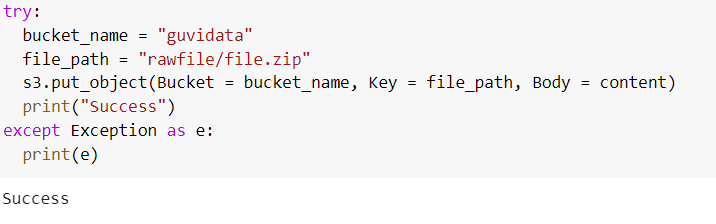 try:
  bucket_name = "guvidata"
  file_path = "rawfile/file.zip"
  s3.put_object(Bucket = bucket_name, Key = file_path, Body = content)
  print("Success")
except Exception as e:
  print(e)
Success